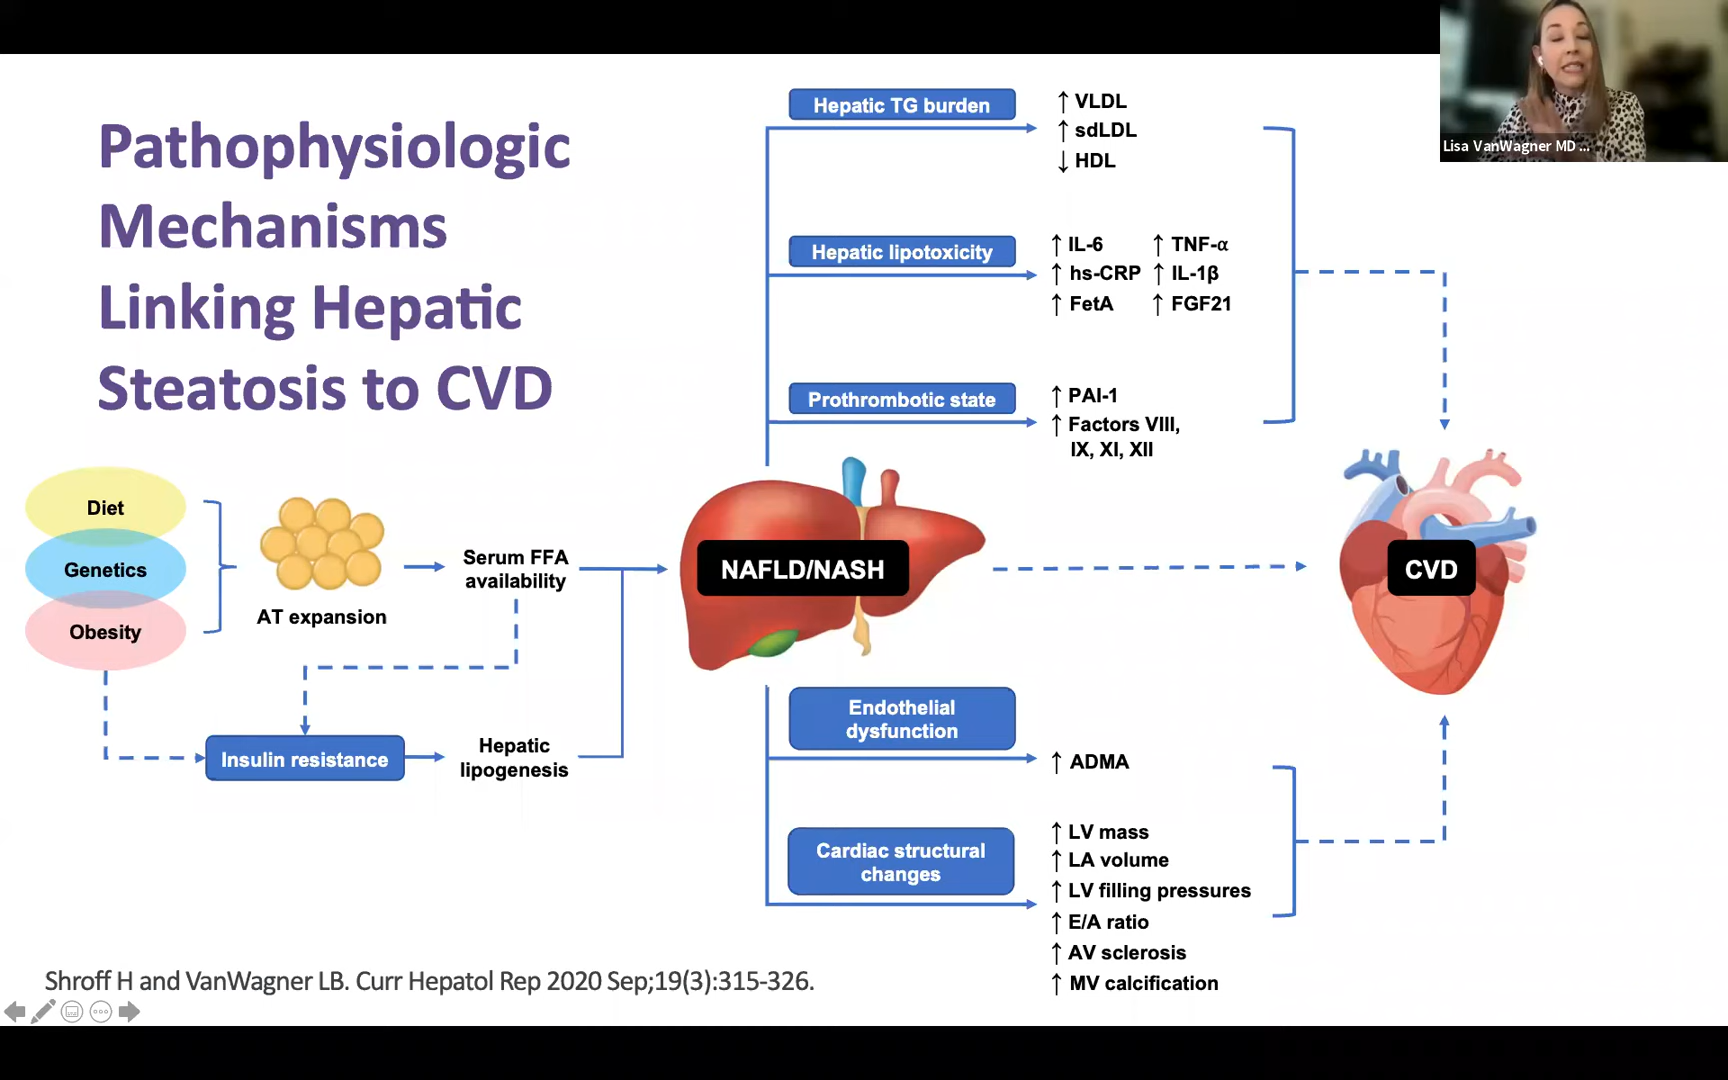 Pathophysiologic
Mechanisms
Linking Hepatic
Steatosis to CVD
Lisa VanWagner MD ...
Hepatic TG burden
↑ VLDL
↑ sdLDL
↓ HDL
Hepatic lipotoxicity
↑ IL-6 ↑ TNF-α
↑ hs-CRP ↑ IL-1β
↑ FetA ↑ FGF21
Prothrombotic state
↑ PAI-1
↑ Factors VIII,
IX, XI, XII
Diet
Genetics
Obesity
AT expansion
Serum FFA
availability
Insulin resistance
Hepatic
lipogenesis
NAFLD/NASH
CVD
Endothelial
dysfunction
↑ ADMA
Cardiac structural
changes
↑ LV mass
↑ LA volume
↑ LV filling pressures
↑ E/A ratio
↑ AV sclerosis
↑ MV calcification
Shroff H and VanWagner LB. Curr Hepatol Rep 2020 Sep;19(3):315-326.